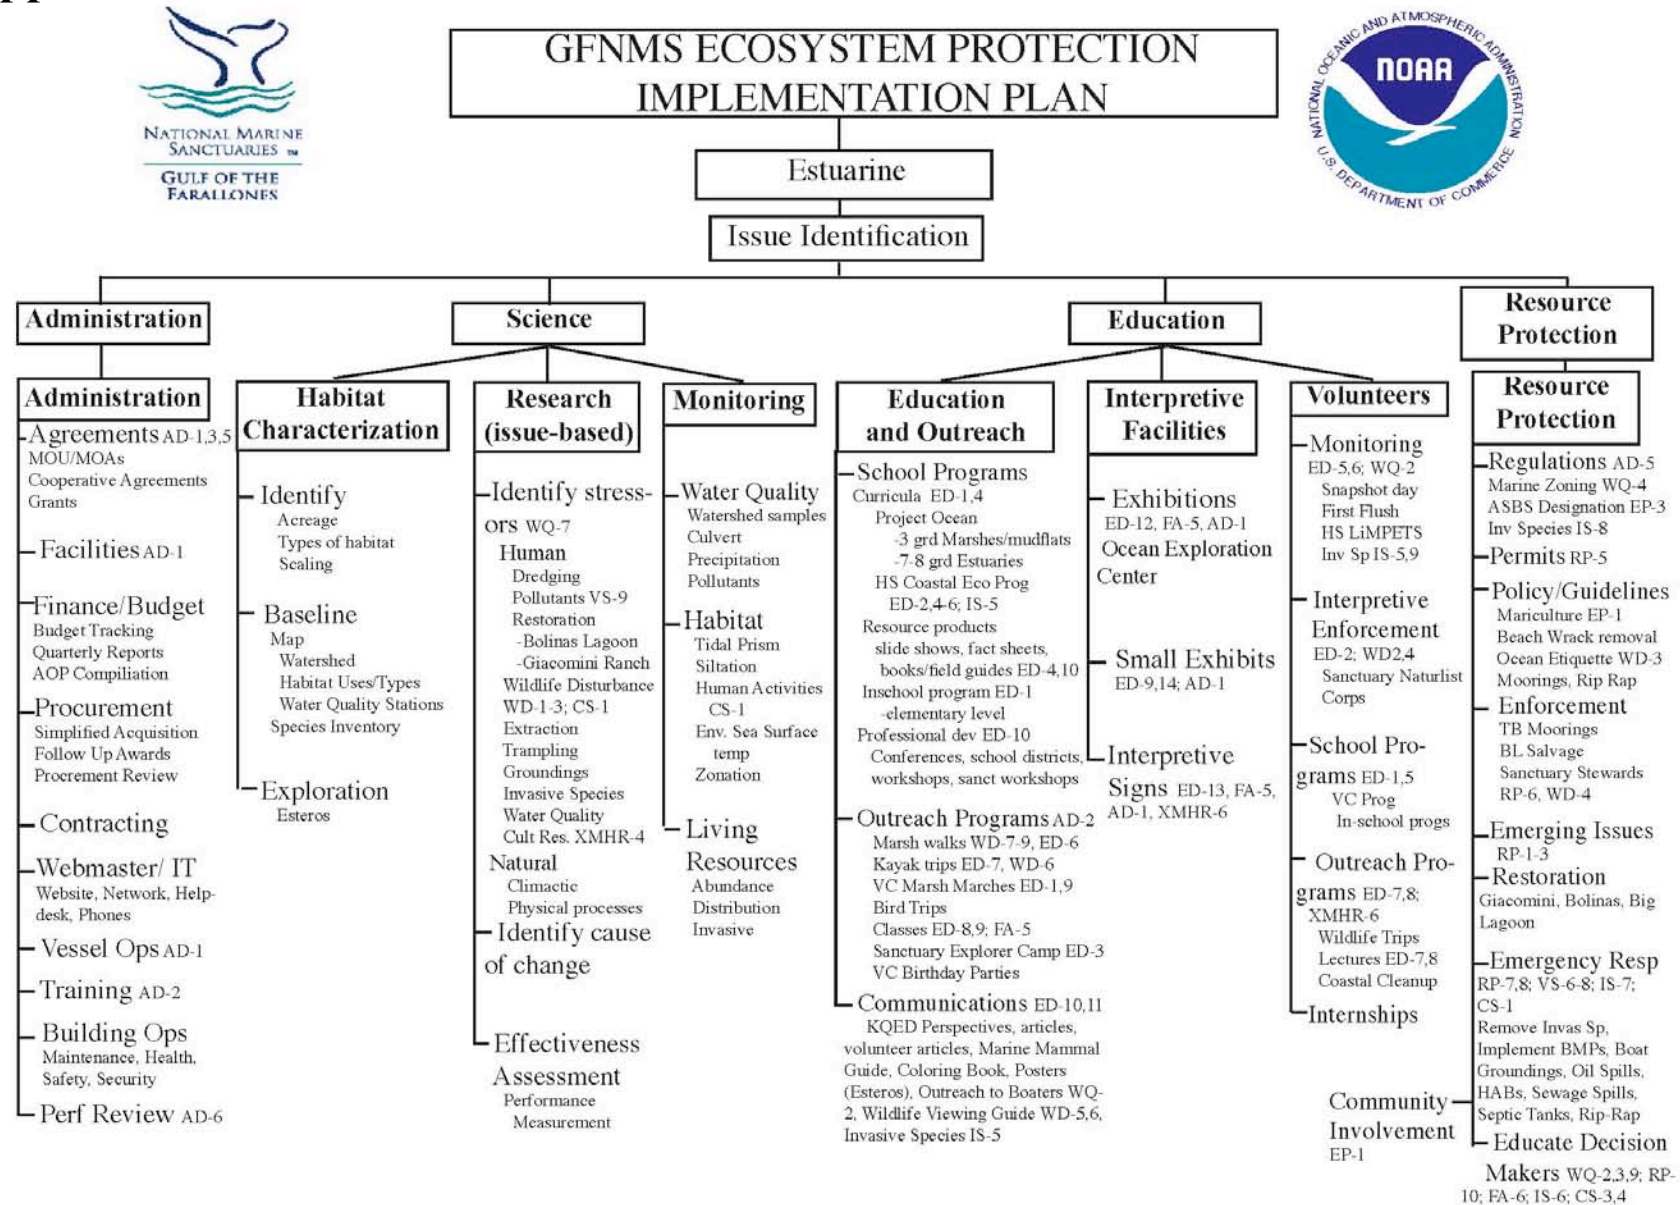 NATIONAL MARINE
SANCTUARIES ™
GULF OF THE
FARALLONES
GFNMS ECOSYSTEM PROTECTION
IMPLEMENTATION PLAN
NATIONAL OCEANIC AND ATMOSPHERIC ADMINISTRATION
NOAA
U.S. DEPARTMENT OF COMMERCE
Estuarine
Issue Identification
Administration
Administration
Agreements AD-1,3,5
MOU/MOAs
Cooperative Agreements
Grants
Facilities AD-1
Finance/Budget
Budget Tracking
Quarterly Reports
AOP Compiliation
Procurement
Simplified Acquisition
Follow Up Awards
Procrement Review
Contracting
Webmaster/ IT
Website, Network, Help-
desk, Phones
Vessel Ops AD-1
Training AD-2
Building Ops
Maintenance, Health,
Safety, Security
Perf Review AD-6
Science
Habitat
Characterization
Identify
Acreage
Types of habitat
Scaling
Baseline
Map
Watershed
Habitat Uses/Types
Water Quality Stations
Species Inventory
Exploration
Esteros
Research
(issue-based)
Identify stress-
ors WQ-7
Human
Dredging
Pollutants VS-9
Restoration
-Bolinas Lagoon
-Giacomini Ranch
Wildlife Disturbance
WD-1-3; CS-1
Extraction
Trampling
Groundings
Invasive Species
Water Quality
Cult Res. XMHR-4
Natural
Climactic
Physical processes
Identify cause
of change
Effectiveness
Assessment
Performance
Measurement
Monitoring
Water Quality
Watershed samples
Culvert
Precipitation
Pollutants
Habitat
Tidal Prism
Siltation
Human Activities
CS-1
Env. Sea Surface
temp
Zonation
Living
Resources
Abundance
Distribution
Invasive
Education
Education
and Outreach
School Programs
Curricula ED-1,4
Project Ocean
-3 grd Marshes/mudflats
-7-8 grd Estuaries
HS Coastal Eco Prog
ED-2,4-6; IS-5
Resource products
slide shows, fact sheets,
books/field guides ED-4,10
Inschool program ED-1
-elementary level
Professional dev ED-10
Conferences, school districts,
workshops, sanct workshops
Outreach Programs AD-2
Marsh walks WD-7-9, ED-6
Kayak trips ED-7, WD-6
VC Marsh Marches ED-1,9
Bird Trips
Classes ED-8,9; FA-5
Sanctuary Explorer Camp ED-3
VC Birthday Parties
Communications ED-10,11
KQED Perspectives, articles,
volunteer articles, Marine Mammal
Guide, Coloring Book, Posters
(Esteros), Outreach to Boaters WQ-
2, Wildlife Viewing Guide WD-5,6,
Invasive Species IS-5
Interpretive
Facilities
Exhibitions
ED-12, FA-5, AD-1
Ocean Exploration
Center
Small Exhibits
ED-9,14; AD-1
Interpretive
Signs ED-13, FA-5,
AD-1, XMHR-6
Volunteers
Monitoring
ED-5,6; WQ-2
Snapshot day
First Flush
HS LiMPETS
Inv Sp IS-5,9
Interpretive
Enforcement
ED-2; WD2,4
Sanctuary Naturlist
Corps
School Pro-
grams ED-1,5
VC Prog
In-school progs
Outreach Pro-
grams ED-7,8;
XMHR-6
Wildlife Trips
Lectures ED-7,8
Coastal Cleanup
Internships
Resource
Protection
Resource
Protection
Regulations AD-5
Marine Zoning WQ-4
ASBS Designation EP-3
Inv Species IS-8
Permits RP-5
Policy/Guidelines
Mariculture EP-1
Beach Wrack removal
Ocean Etiquette WD-3
Moorings, Rip Rap
Enforcement
TB Moorings
BL Salvage
Sanctuary Stewards
RP-6, WD-4
Emerging Issues
RP-1-3
Restoration
Giacomini, Bolinas, Big
Lagoon
Emergency Resp
RP-7,8; VS-6-8; IS-7;
CS-1
Remove Invas Sp,
Implement BMPs, Boat
Groundings, Oil Spills,
HABs, Sewage Spills,
Septic Tanks, Rip-Rap
Community
Involvement
EP-1
Educate Decision
Makers WQ-2,3,9; RP-
10; FA-6; IS-6; CS-3,4